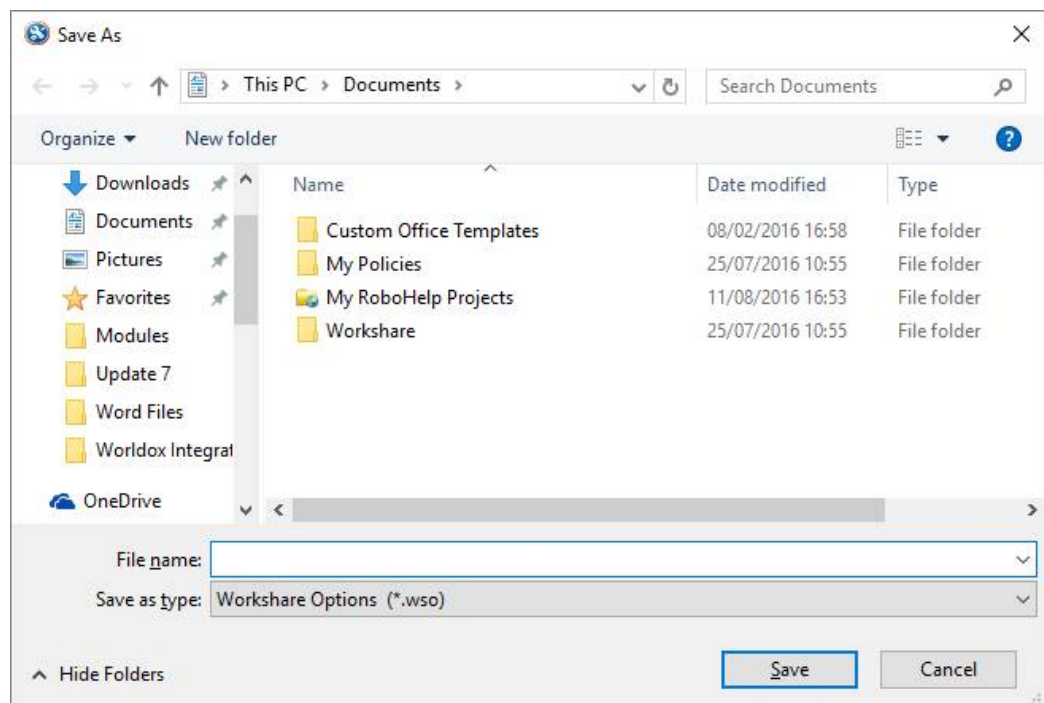 Save As
This PC > Documents >
Search Documents
Organize
New folder
?
Downloads
Documents
Pictures
Favorites
Modules
Update 7
Word Files
Worldox Integrat
OneDrive
Name Date modified Type
Custom Office Templates 08/02/2016 16:58 File folder
My Policies 25/07/2016 10:55 File folder
My RoboHelp Projects 11/08/2016 16:53 File folder
Workshare 25/07/2016 10:55 File folder
File name:
Save as type: Workshare Options (*.wso)
Hide Folders
Save
Cancel